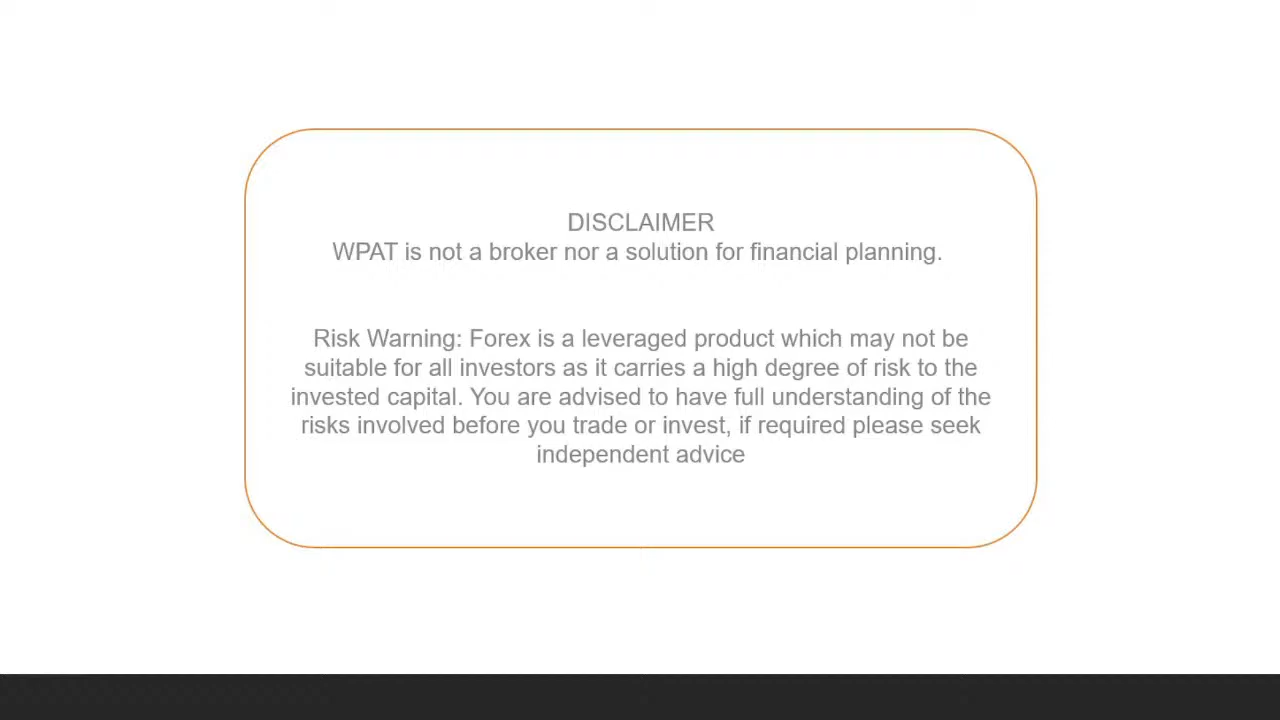 DISCLAIMER
WPAT is not a broker nor a solution for financial planning.
Risk Warning: Forex is a leveraged product which may not be
suitable for all investors as it carries a high degree of risk to the
invested capital. You are advised to have full understanding of the
risks involved before you trade or invest, if required please seek
independent advice